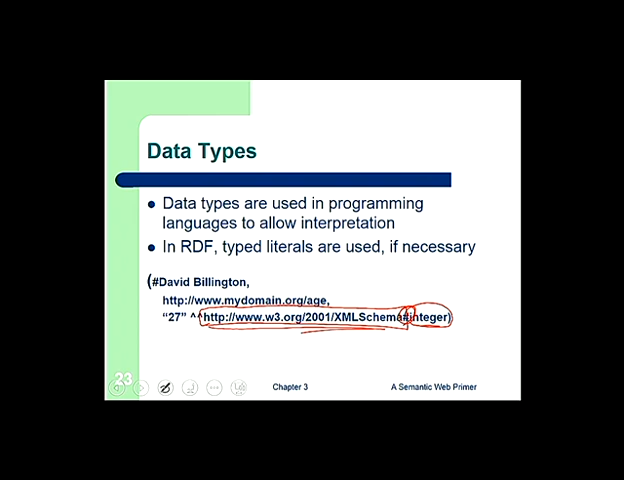 Data Types
Data types are used in programming
languages to allow interpretation
In RDF, typed literals are used, if necessary
(#David Billington,
http://www.mydomain.org/age,
“27” ^^http://www.w3.org/2001/XMLSchema#integer)
23
Chapter 3
A Semantic Web Primer